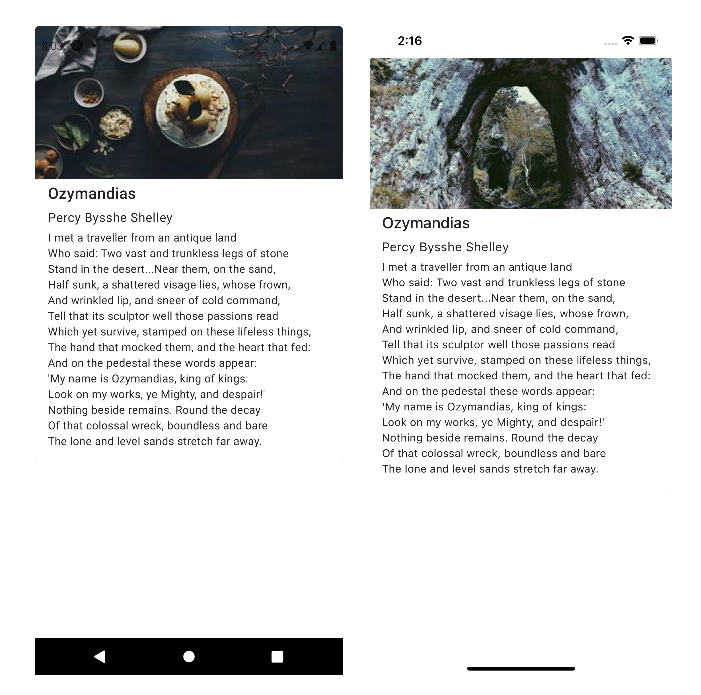 Ozymandias
Percy Bysshe Shelley
I met a traveller from an antique land
Who said: Two vast and trunkless legs of stone
Stand in the desert...Near them, on the sand,
Half sunk, a shattered visage lies, whose frown,
And wrinkled lip, and sneer of cold command,
Tell that its sculptor well those passions read
Which yet survive, stamped on these lifeless things,
The hand that mocked them, and the heart that fed:
And on the pedestal these words appear:
'My name is Ozymandias, king of kings:
Look on my works, ye Mighty, and despair!'
Nothing beside remains. Round the decay
Of that colossal wreck, boundless and bare
The lone and level sands stretch far away.
2:16
Ozymandias
Percy Bysshe Shelley
I met a traveller from an antique land
Who said: Two vast and trunkless legs of stone
Stand in the desert...Near them, on the sand,
Half sunk, a shattered visage lies, whose frown,
And wrinkled lip, and sneer of cold command,
Tell that its sculptor well those passions read
Which yet survive, stamped on these lifeless things,
The hand that mocked them, and the heart that fed:
And on the pedestal these words appear:
'My name is Ozymandias, king of kings:
Look on my works, ye Mighty, and despair!'
Nothing beside remains. Round the decay
Of that colossal wreck, boundless and bare
The lone and level sands stretch far away.